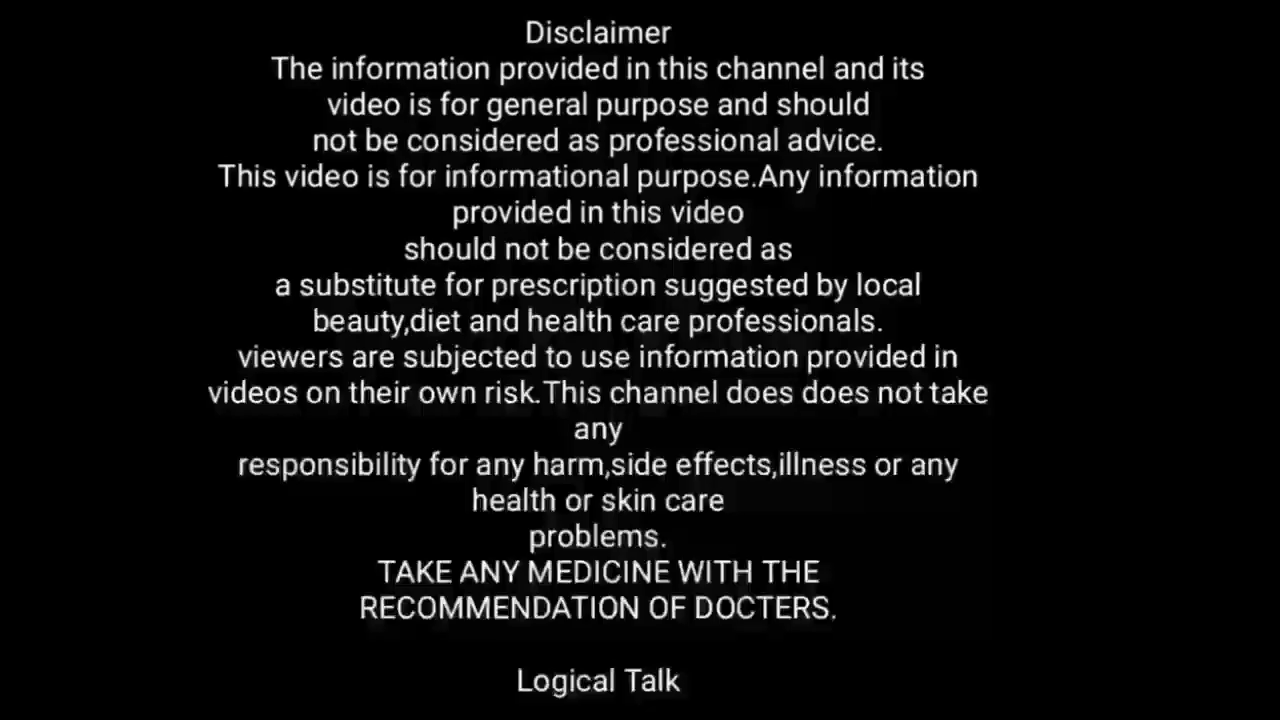 Disclaimer
The information provided in this channel and its
video is for general purpose and should
not be considered as professional advice.
This video is for informational purpose.Any information
provided in this video
should not be considered as
a substitute for prescription suggested by local
beauty,diet and health care professionals.
viewers are subjected to use information provided in
videos on their own risk.This channel does does not take
any
responsibility for any harm,side effects,illness or any
health or skin care
problems.
TAKE ANY MEDICINE WITH THE
RECOMMENDATION OF DOCTERS.
Logical Talk